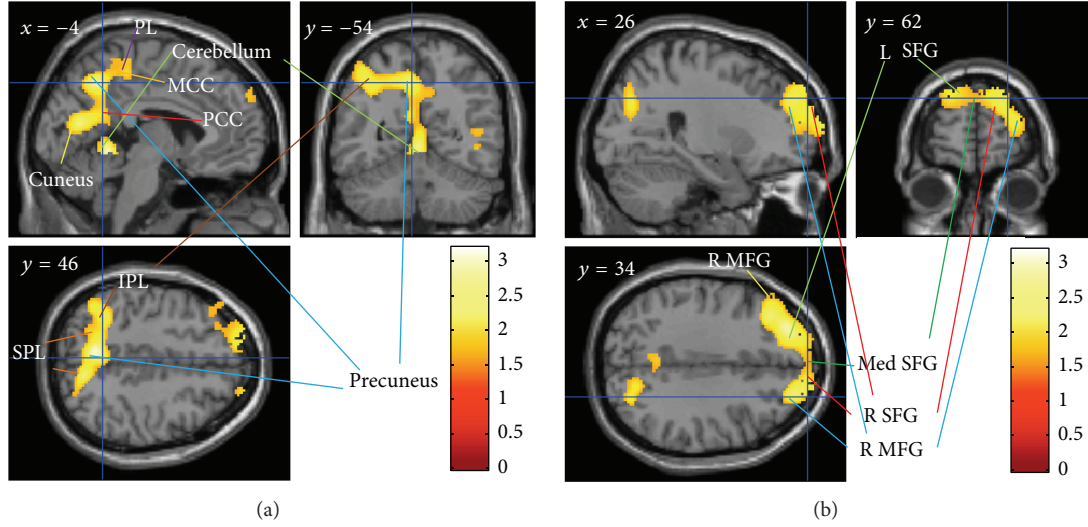 x = −4
PL
Cerebellum
y = −54
MCC
PCC
Cuneus
y = 46
IPL
SPL
Precuneus
3
2.5
2
1.5
1
0.5
0
(a)
x = 26
y = 62
L SFG
y = 34
R MFG
Med SFG
R SFG
R MFG
3
2.5
2
1.5
1
0.5
0
(b)